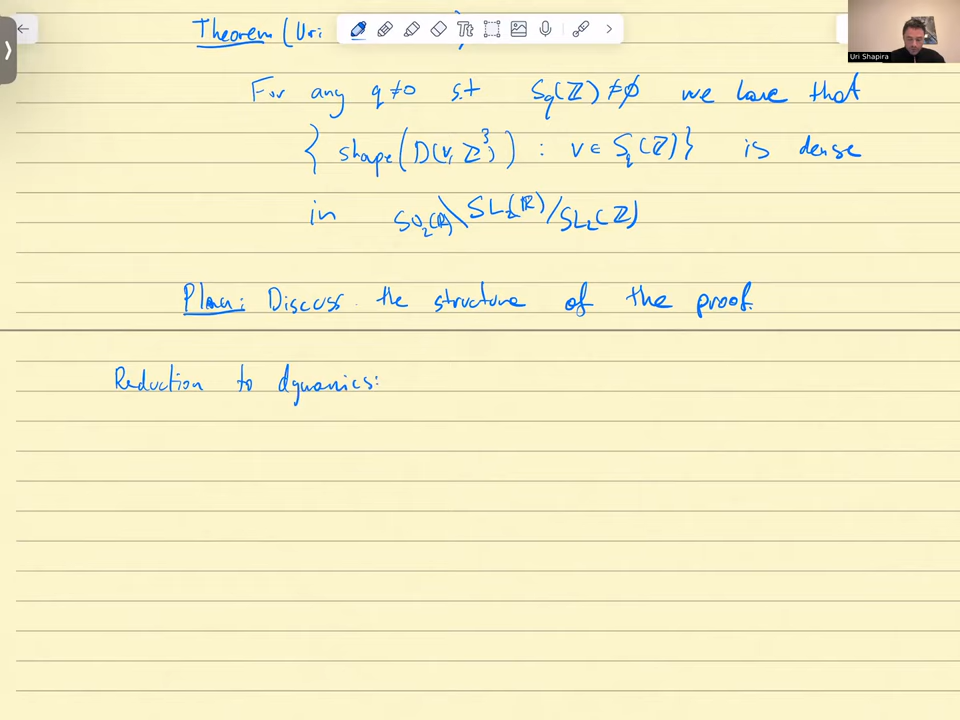 Theorem (Uri
Uri Shapira
For any q≠0 s.t S_q(ℤ)≠∅ we have that
{ shape(D(v,ℤ³)) : v ∈ S_q(ℤ)} is dense
in SO₂(ℝ)\SL₂(ℝ)/SL₂(ℤ)
Plan: Discuss the structure of the proof.
Reduction to dynamics: